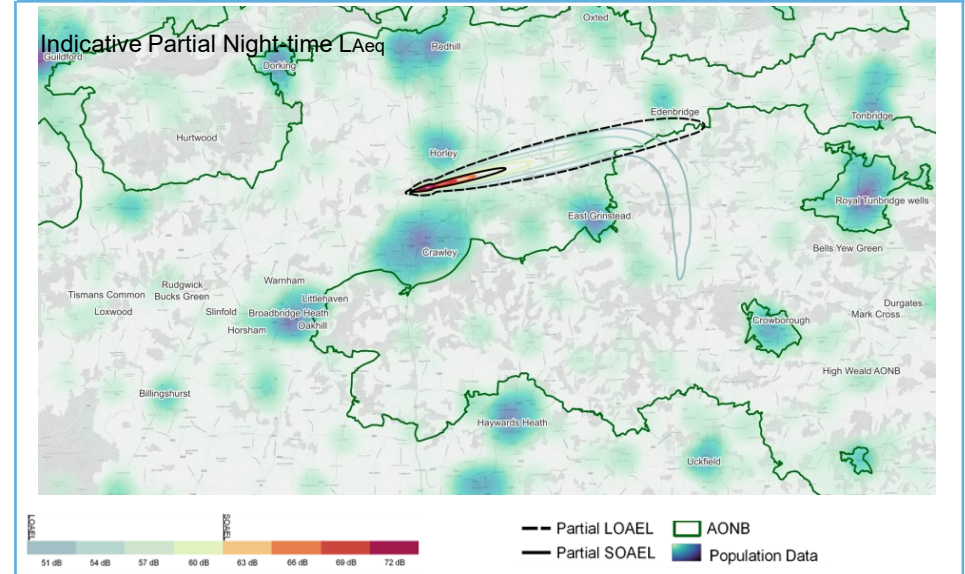 Indicative Partial Night-time LAeq
Oxted
Redhill
Guildford
Dorking
Edenbridge
Tonbridge
Hurtwood
Horley
Royal Tunbridge wells
East Grinstead
Bells Yew Green
Crawley
Warnham
Rudgwick
Tismans Common
Bucks Green
Littlehaven
Durgates
Loxwood
Slinfold
Broadbridge Heath
Mark Cross
Crowborough
Horsham
Oakhill
High Weald AONB
Billingshurst
Haywards Heath
Uckfield
LOAEL
SOAEL
51 dB 54 dB 57 dB 60 dB 63 dB 66 dB 69 dB 72 dB
Partial LOAEL
AONB
Partial SOAEL
Population Data